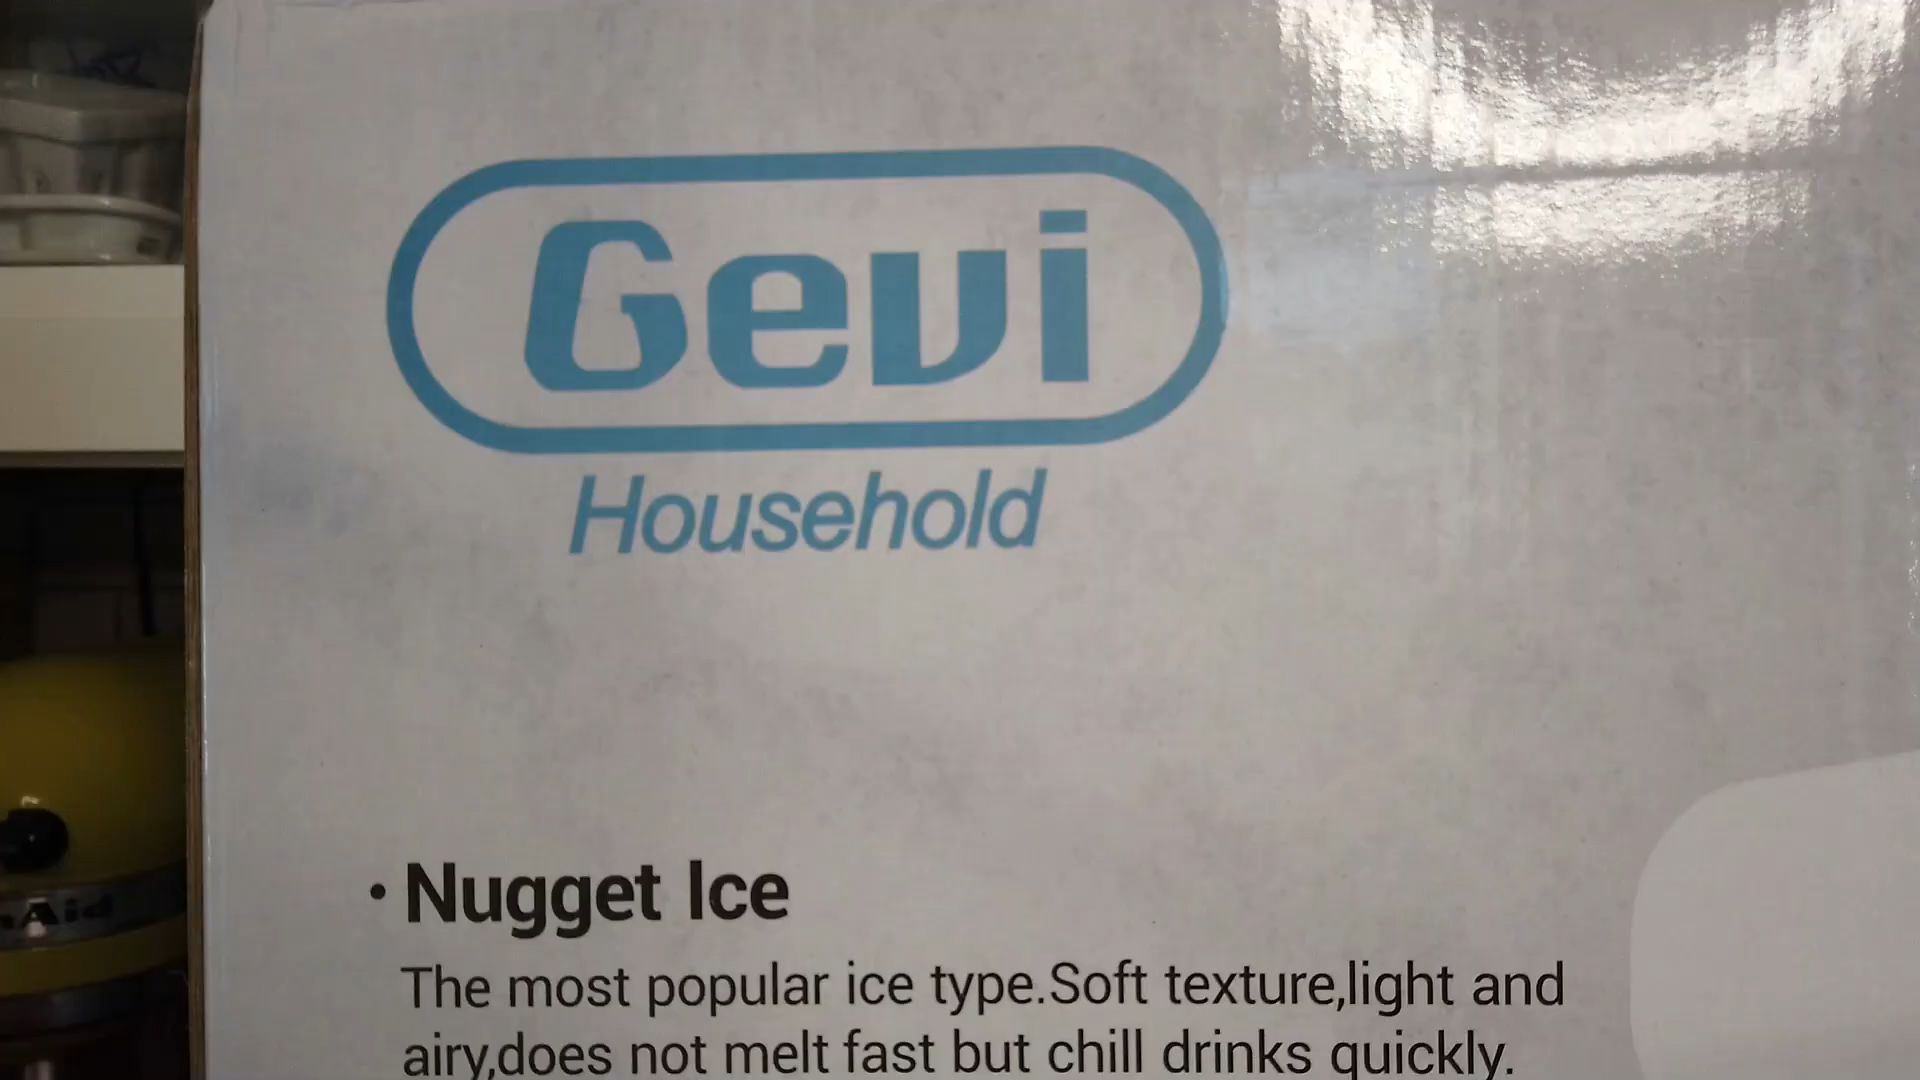 Gevi
Household
• Nugget Ice
The most popular ice type.Soft texture,light and
airy,does not melt fast but chill drinks quickly.
Aid